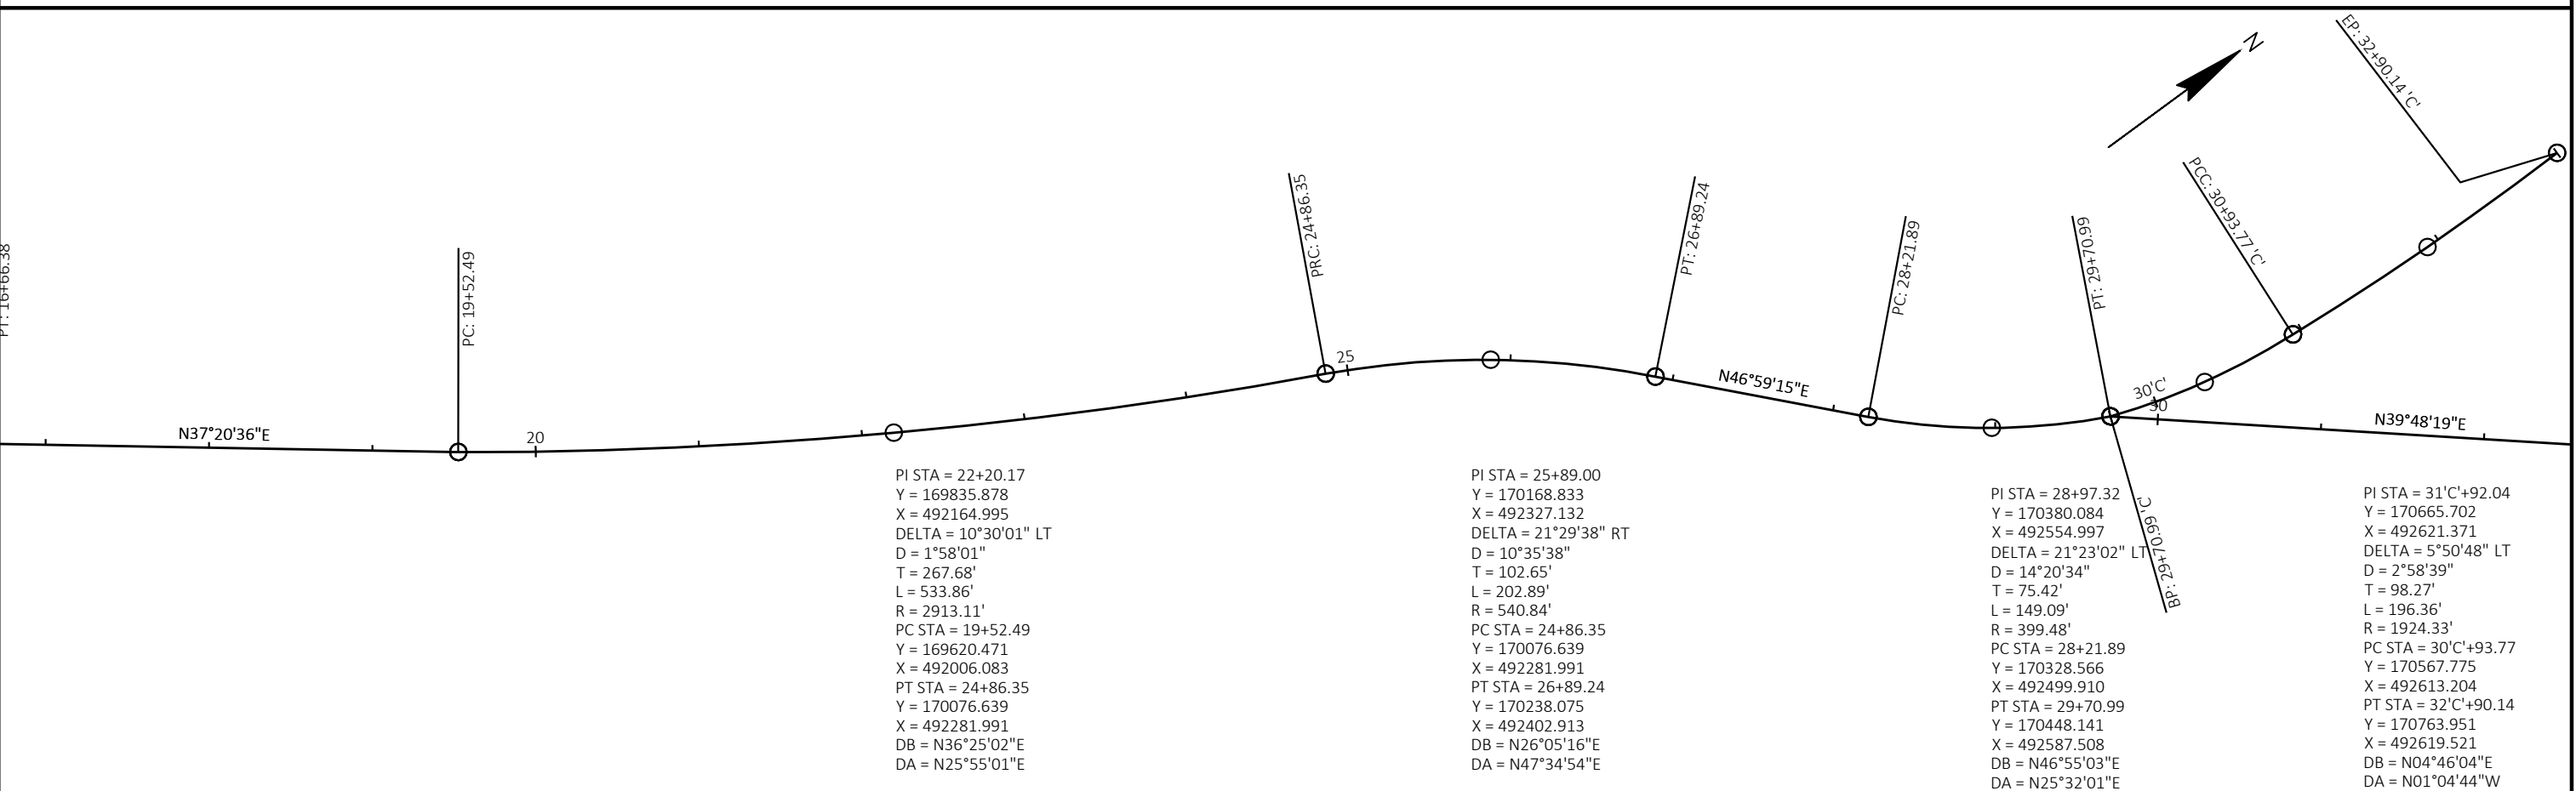 N
EP: 32+90.14 'C'
PCC: 30+93.77 'C'
PT: 16+66.38
PC: 19+52.49
PRC: 24+86.35
PT: 26+89.24
PC: 28+21.89
PT: 29+70.99
N37°20'36"E
20
25
N46°59'15"E
30'C'
30
N39°48'19"E
BP: 29+70.99 'C'
PI STA = 22+20.17
Y = 169835.878
X = 492164.995
DELTA = 10°30'01" LT
D = 1°58'01"
T = 267.68'
L = 533.86'
R = 2913.11'
PC STA = 19+52.49
Y = 169620.471
X = 492006.083
PT STA = 24+86.35
Y = 170076.639
X = 492281.991
DB = N36°25'02"E
DA = N25°55'01"E
PI STA = 25+89.00
Y = 170168.833
X = 492327.132
DELTA = 21°29'38" RT
D = 10°35'38"
T = 102.65'
L = 202.89'
R = 540.84'
PC STA = 24+86.35
Y = 170076.639
X = 492281.991
PT STA = 26+89.24
Y = 170238.075
X = 492402.913
DB = N26°05'16"E
DA = N47°34'54"E
PI STA = 28+97.32
Y = 170380.084
X = 492554.997
DELTA = 21°23'02" LT
D = 14°20'34"
T = 75.42'
L = 149.09'
R = 399.48'
PC STA = 28+21.89
Y = 170328.566
X = 492499.910
PT STA = 29+70.99
Y = 170448.141
X = 492587.508
DB = N46°55'03"E
DA = N25°32'01"E
PI STA = 31'C'+92.04
Y = 170665.702
X = 492621.371
DELTA = 5°50'48" LT
D = 2°58'39"
T = 98.27'
L = 196.36'
R = 1924.33'
PC STA = 30'C'+93.77
Y = 170567.775
X = 492613.204
PT STA = 32'C'+90.14
Y = 170763.951
X = 492619.521
DB = N04°46'04"E
DA = N01°04'44"W